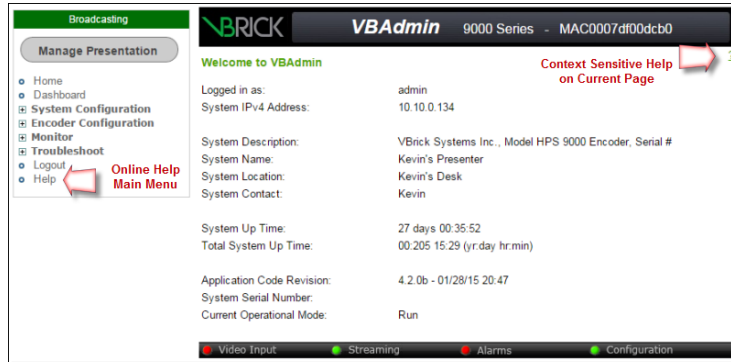 Broadcasting
Manage Presentation
Home
Dashboard
System Configuration
Encoder Configuration
Monitor
Troubleshoot
Logout
Help
Online Help
Main Menu
VBRICK
VBAdmin 9000 Series - MAC0007df00dcb0
Welcome to VBAdmin
Context Sensitive Help
on Current Page
?
Logged in as: admin
System IPv4 Address: 10.10.0.134
System Description: VBrick Systems Inc., Model HPS 9000 Encoder, Serial #
System Name: Kevin's Presenter
System Location: Kevin's Desk
System Contact: Kevin
System Up Time: 27 days 00:35:52
Total System Up Time: 00:205 15:29 (yr:day hr:min)
Application Code Revision: 4.2.0b - 01/28/15 20:47
System Serial Number:
Current Operational Mode: Run
Video Input Streaming Alarms Configuration